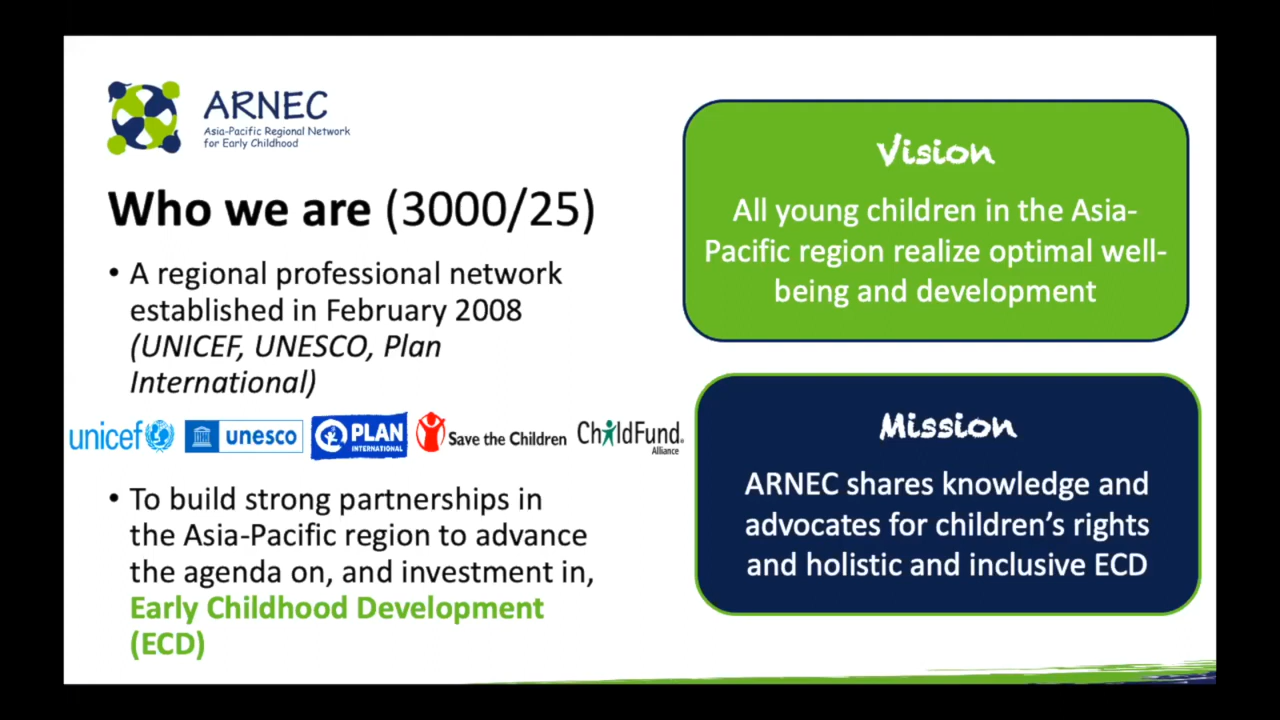 ARNEC
Asia-Pacific Regional Network
for Early Childhood
Who we are (3000/25)
• A regional professional network
established in February 2008
(UNICEF, UNESCO, Plan
International)
unicef
unesco
PLAN
INTERNATIONAL
Save the Children
ChildFund.
Alliance
• To build strong partnerships in
the Asia-Pacific region to advance
the agenda on, and investment in,
Early Childhood Development
(ECD)
Vision
All young children in the Asia-
Pacific region realize optimal well-
being and development
Mission
ARNEC shares knowledge and
advocates for children’s rights
and holistic and inclusive ECD